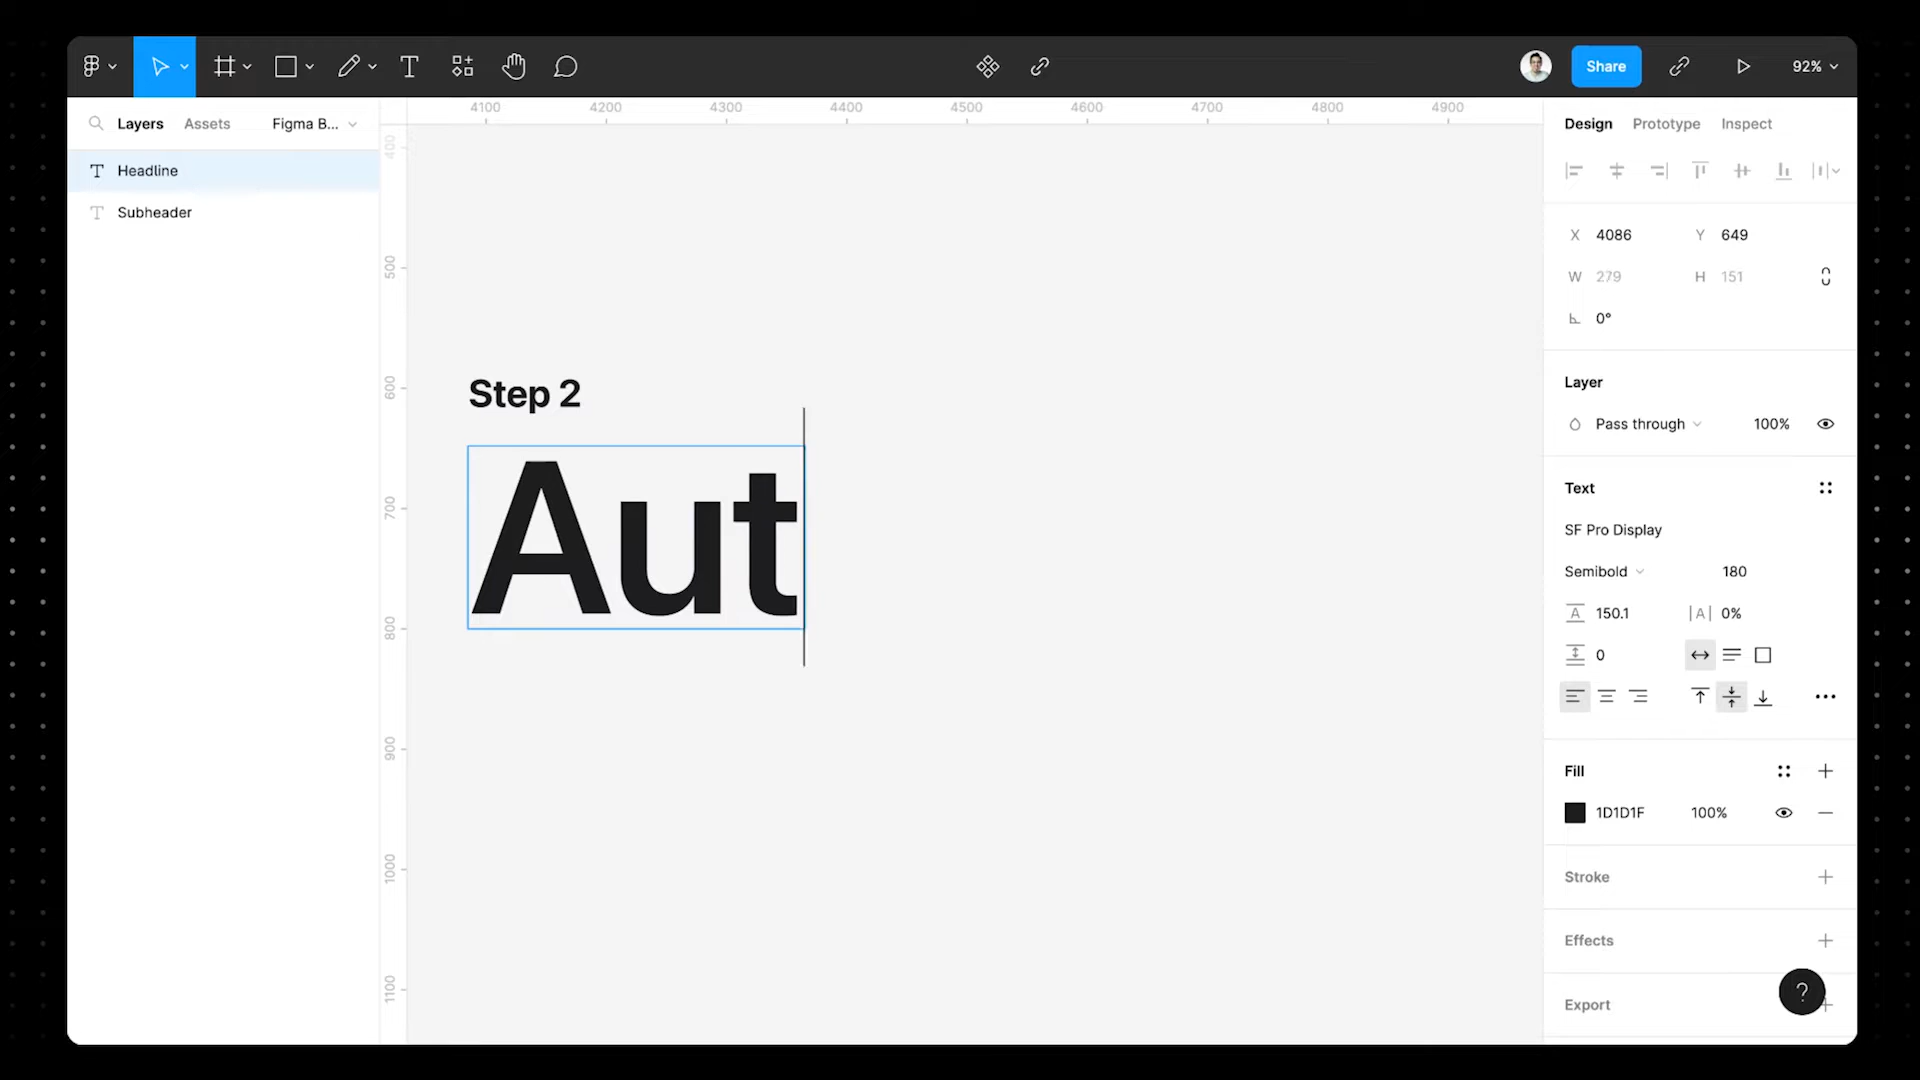 Share
92%
Layers
Assets
Figma B...
Headline
Subheader
4100
4200
4300
4400
4500
4600
4700
4800
4900
400
500
600
700
800
900
1000
1100
Step 2
Aut
Design
Prototype
Inspect
X 4086
Y 649
W 279
H 151
0°
Layer
Pass through
100%
Text
SF Pro Display
Semibold
180
A 150.1
|A| 0%
0
Fill
1D1D1F
100%
Stroke
Effects
Export
?